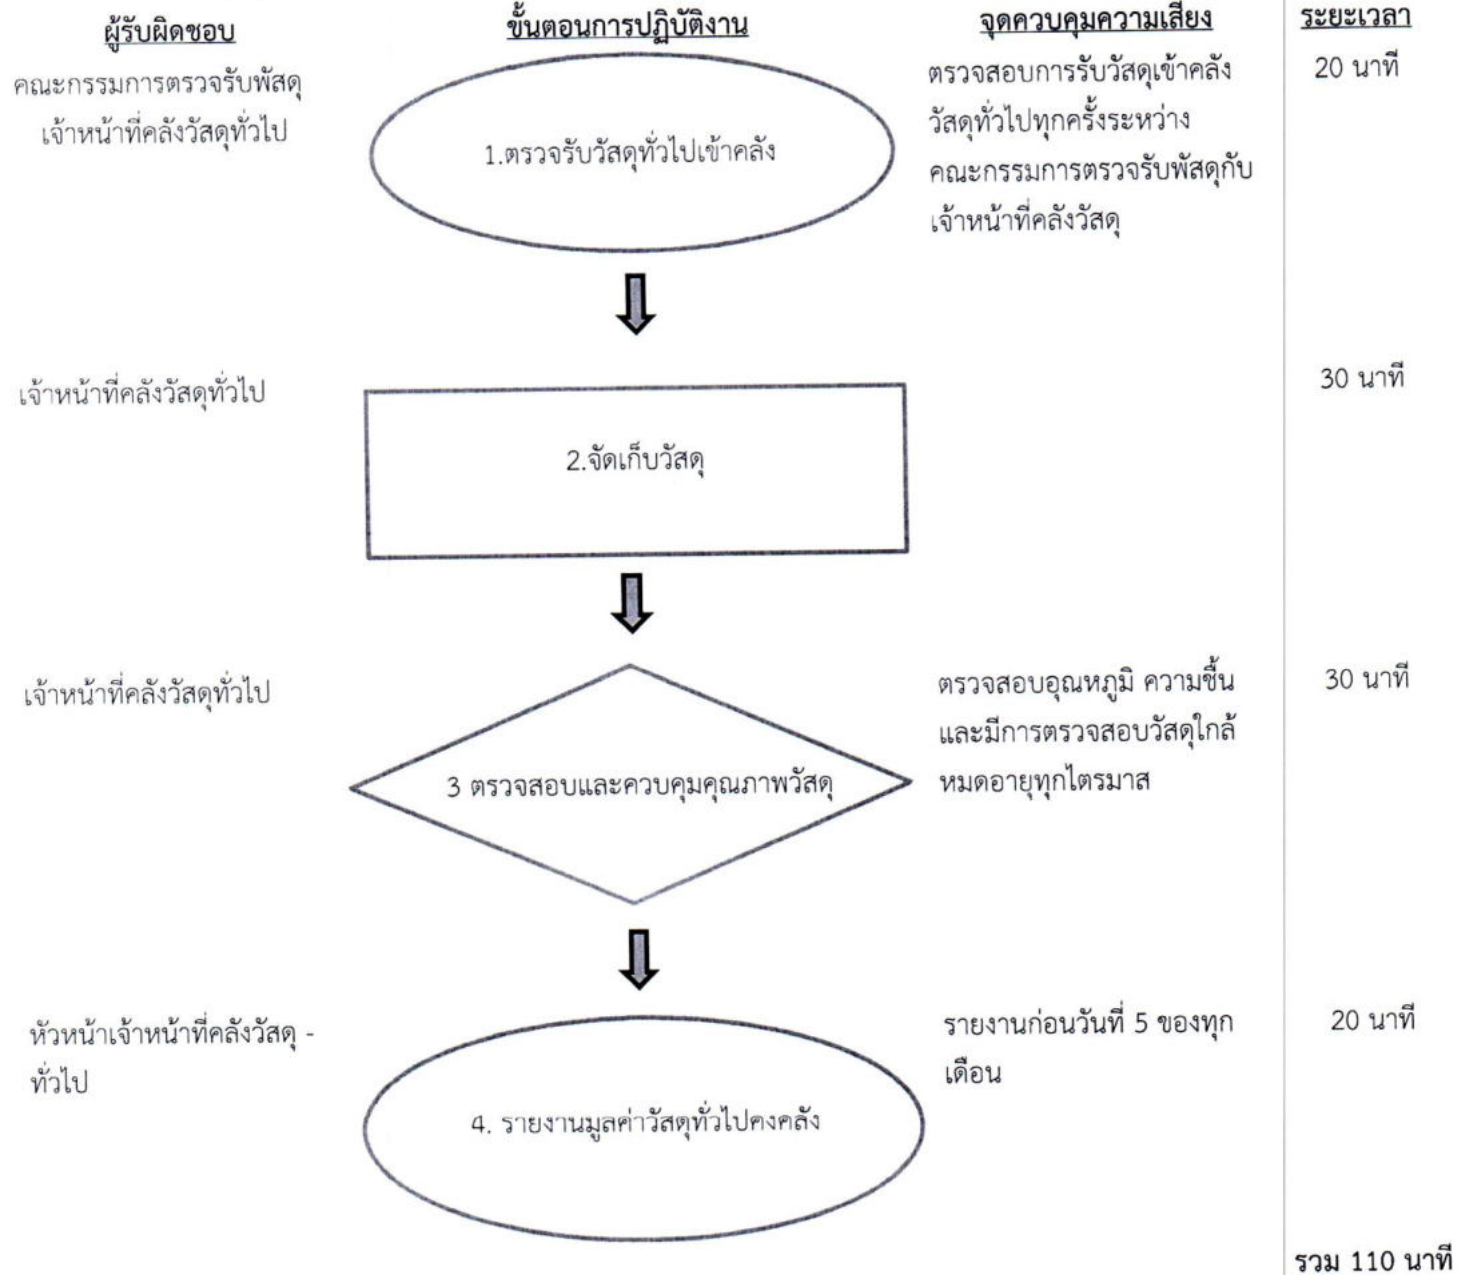 ผู้รับผิดชอบ
ขั้นตอนการปฏิบัติงาน
จุดควบคุมความเสี่ยง
ระยะเวลา
คณะกรรมการตรวจรับพัสดุ
เจ้าหน้าที่คลังวัสดุทั่วไป
1.ตรวจรับวัสดุทั่วไปเข้าคลัง
ตรวจสอบการรับวัสดุเข้าคลัง
วัสดุทั่วไปทุกครั้งระหว่าง
คณะกรรมการตรวจรับพัสดุกับ
เจ้าหน้าที่คลังวัสดุ
20 นาที
เจ้าหน้าที่คลังวัสดุทั่วไป
2.จัดเก็บวัสดุ
30 นาที
เจ้าหน้าที่คลังวัสดุทั่วไป
3 ตรวจสอบและควบคุมคุณภาพวัสดุ
ตรวจสอบอุณหภูมิ ความชื้น
และมีการตรวจสอบวัสดุใกล้
หมดอายุทุกไตรมาส
30 นาที
หัวหน้าเจ้าหน้าที่คลังวัสดุ -
ทั่วไป
4. รายงานมูลค่าวัสดุทั่วไปคงคลัง
รายงานก่อนวันที่ 5 ของทุก
เดือน
20 นาที
รวม 110 นาที